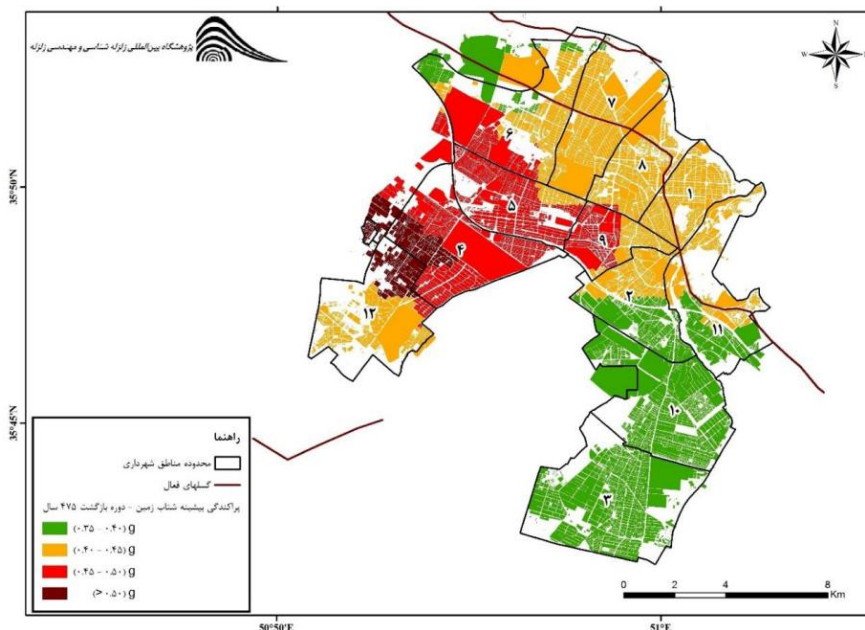 پژوهشگاه بین‌المللی زلزله شناسی و مهندسی زلزله
N
W
E
S
۷
۶
۸
۱
۵
۹
۴
۲
۱۲
۱۱
۱۰
۳
35°50'N
35°45'N
راهنما
محدوده مناطق شهرداری
گسلهای فعال
پراکندگی بیشینه شتاب زمین - دوره بازگشت ۴۷۵ سال
(۰.۳۵ - ۰.۴۰) g
(۰.۴۰ - ۰.۴۵) g
(۰.۴۵ - ۰.۵۰) g
(> ۰.۵۰) g
0 2 4 8
Km
50°50'E
51°E